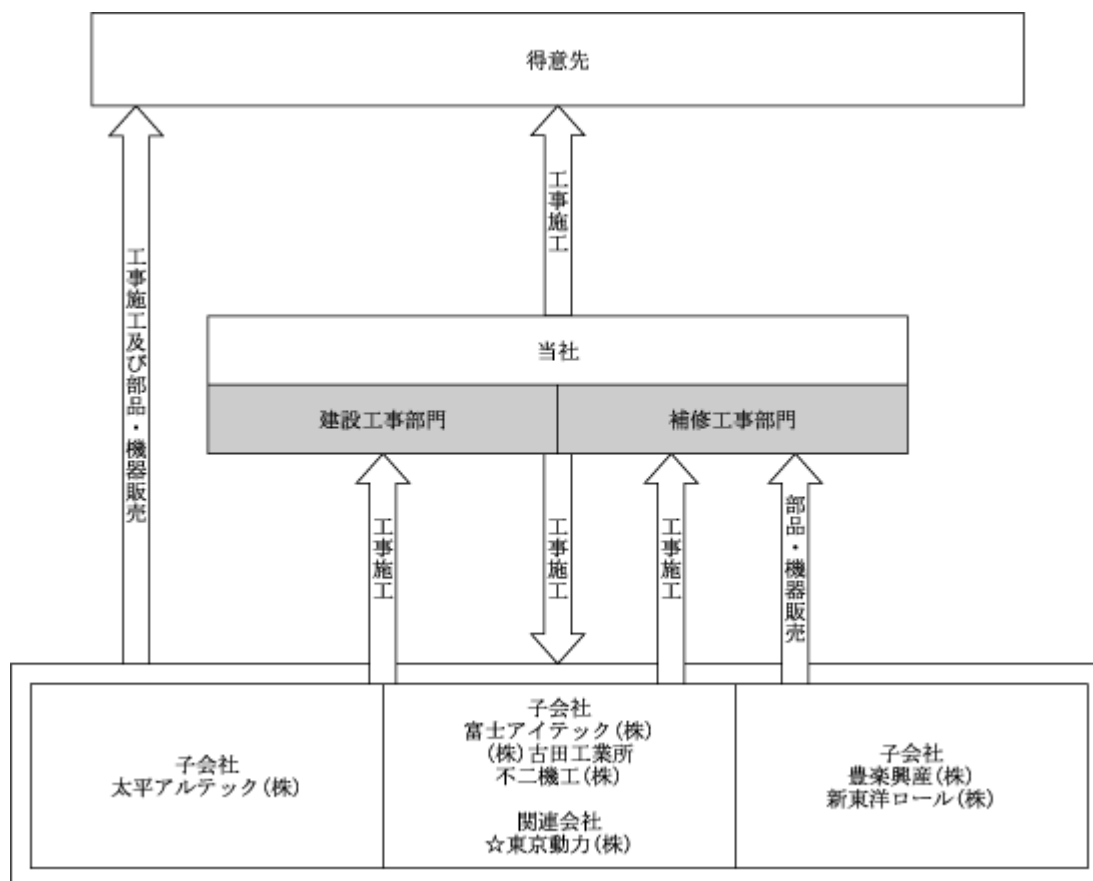 得意先
工事施工
工事施工及び部品・機器販売
当社
建設工事部門
補修工事部門
工事施工
工事施工
工事施工
部品・機器販売
子会社
太平アルテック(株)
子会社
富士アイテック(株)
(株)古田工業所
不二機工(株)
関連会社
☆東京動力(株)
子会社
豊楽興産(株)
新東洋ロール(株)